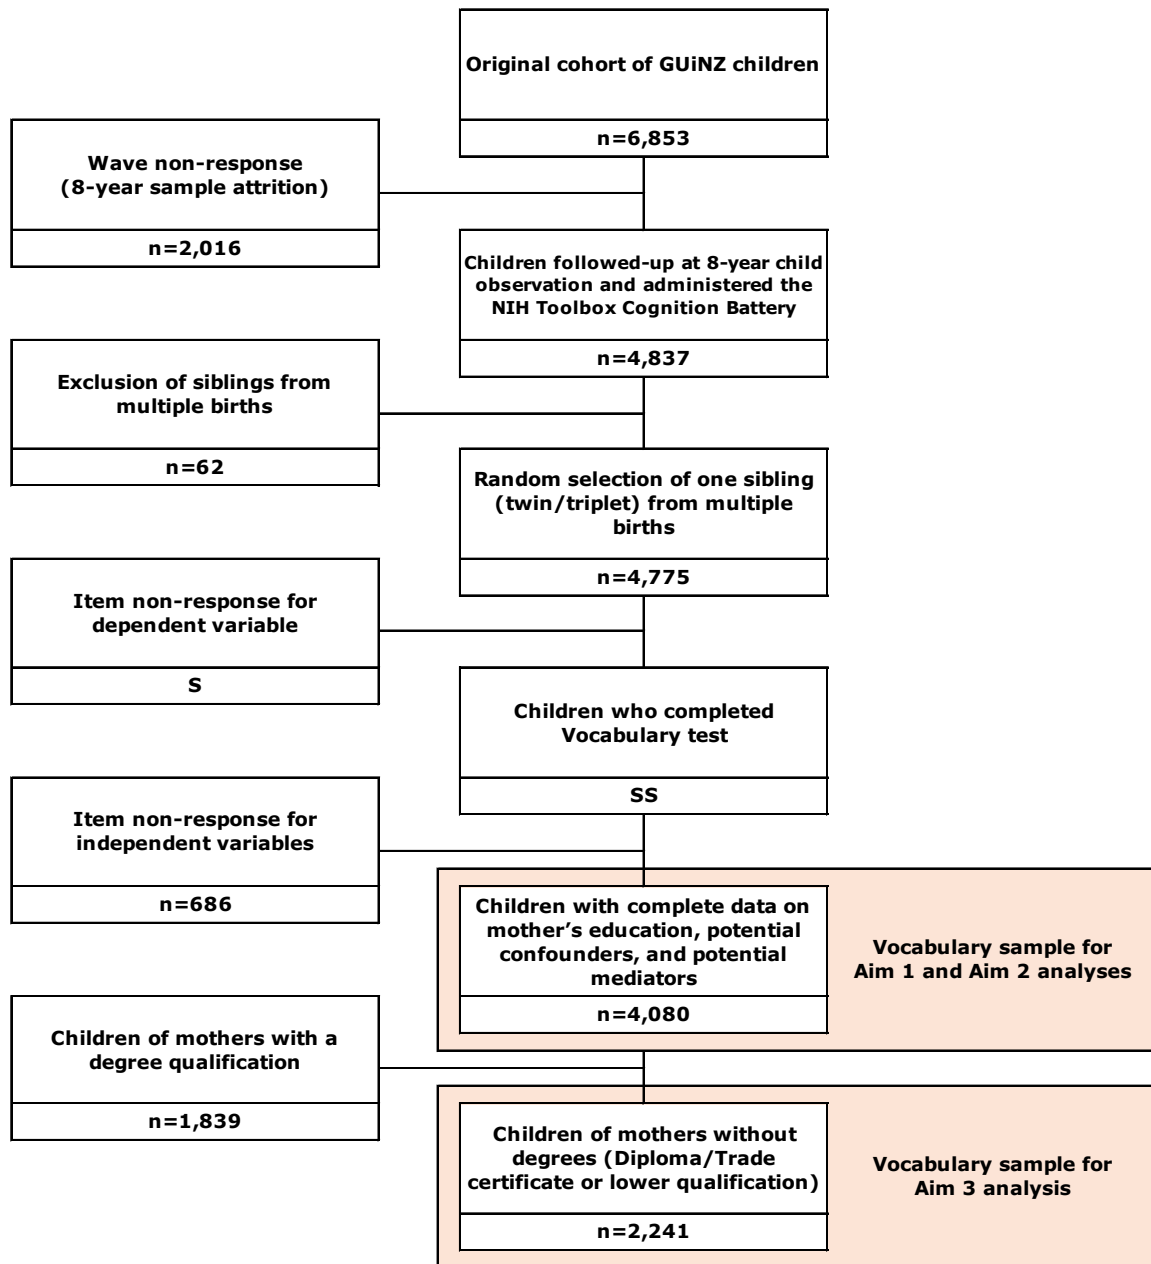 Original cohort of GUiNZ children
n=6,853
Wave non-response
(8-year sample attrition)
n=2,016
Children followed-up at 8-year child
observation and administered the
NIH Toolbox Cognition Battery
n=4,837
Exclusion of siblings from
multiple births
n=62
Random selection of one sibling
(twin/triplet) from multiple
births
n=4,775
Item non-response for
dependent variable
S
Children who completed
Vocabulary test
SS
Item non-response for
independent variables
n=686
Children with complete data on
mother’s education, potential
confounders, and potential
mediators
n=4,080
Vocabulary sample for
Aim 1 and Aim 2 analyses
Children of mothers with a
degree qualification
n=1,839
Children of mothers without
degrees (Diploma/Trade
certificate or lower qualification)
n=2,241
Vocabulary sample for
Aim 3 analysis